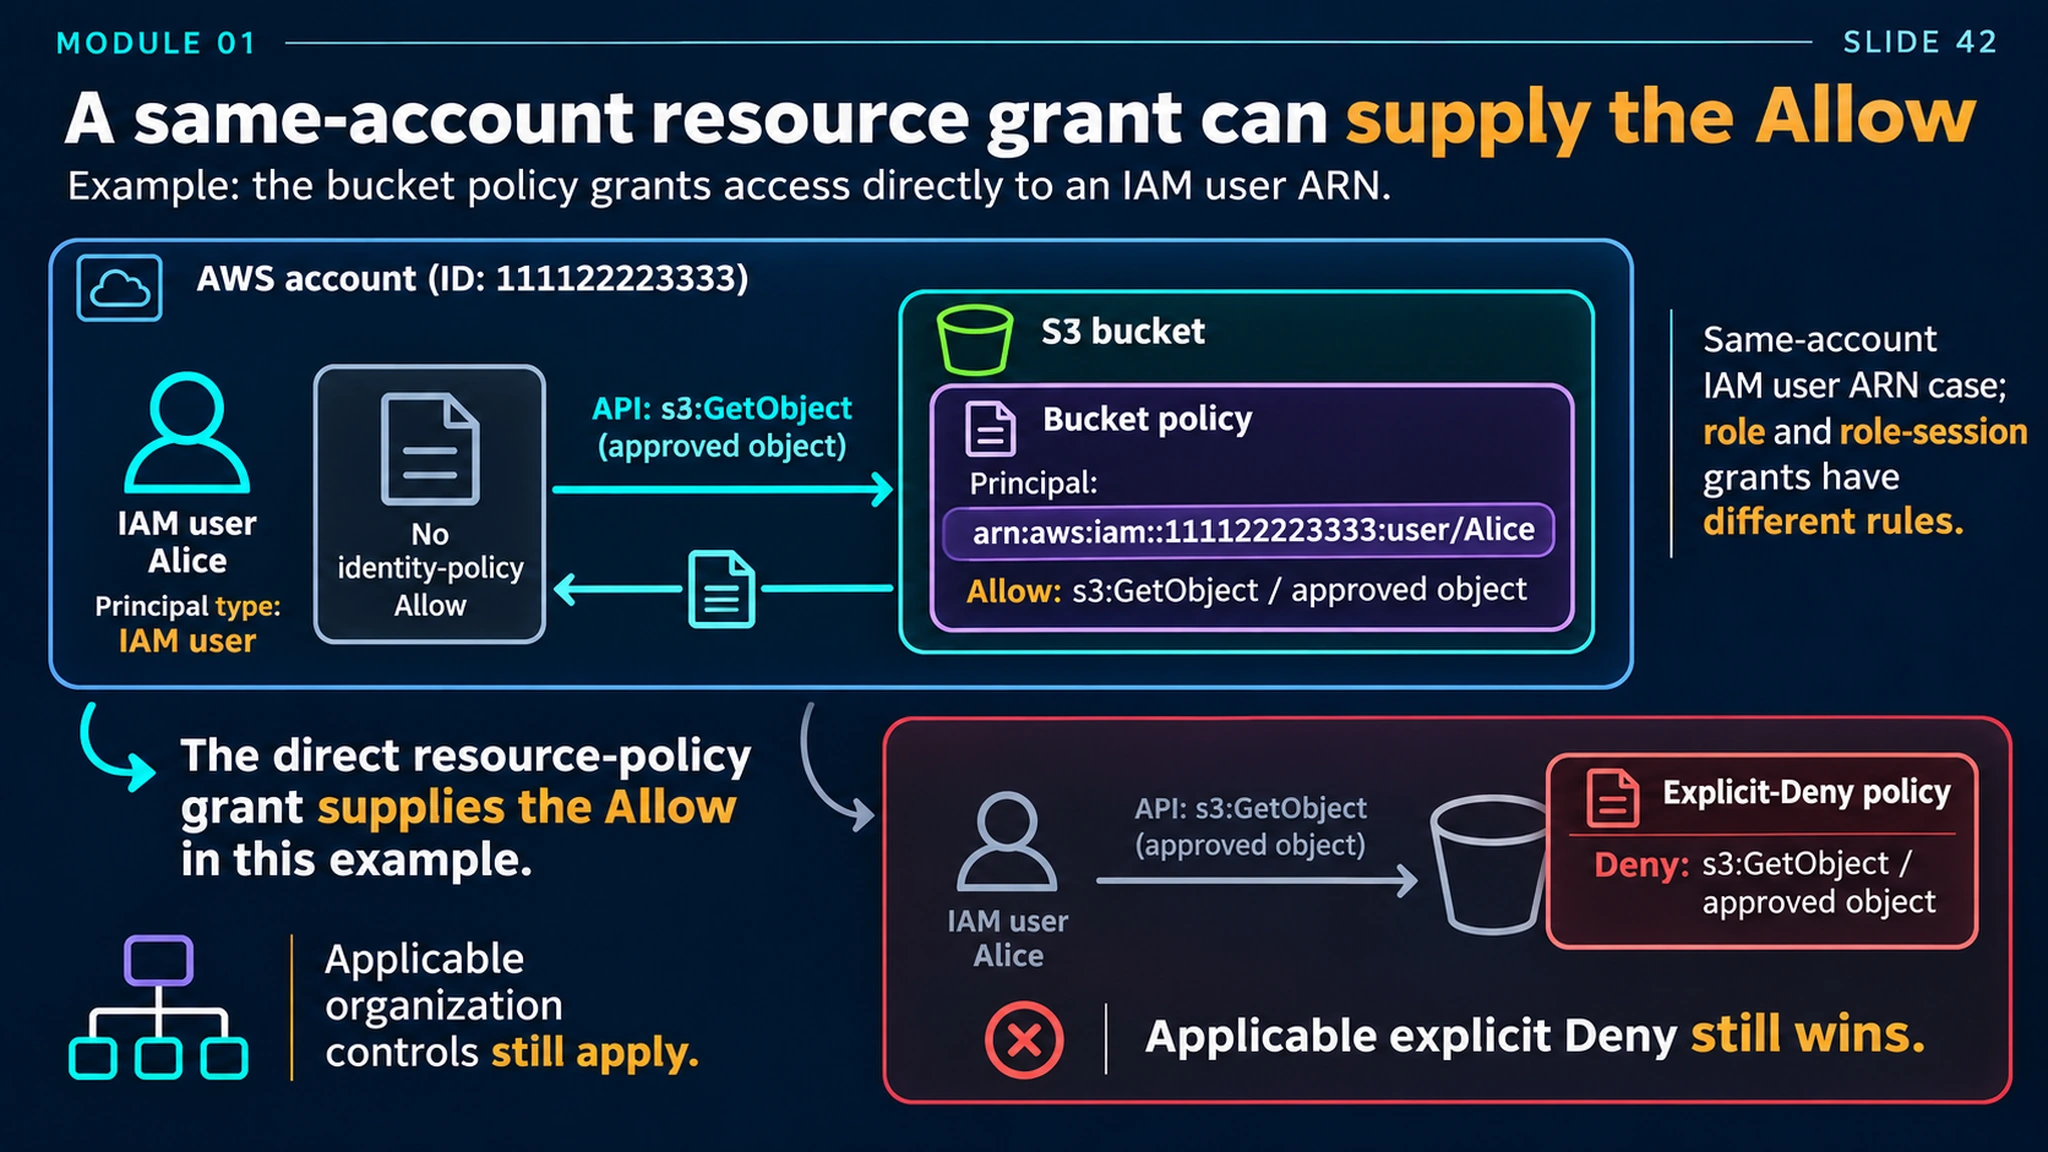 MODULE 01
SLIDE 42
A same-account resource grant can supply the Allow
Example: the bucket policy grants access directly to an IAM user ARN.
AWS account (ID: 111122223333)
IAM user
Alice
Principal type:
IAM user
No
identity-policy
Allow
API: s3:GetObject
(approved object)
S3 bucket
Bucket policy
Principal:
arn:aws:iam::111122223333:user/Alice
Allow: s3:GetObject / approved object
Same-account
IAM user ARN case;
role and role-session
grants have
different rules.
The direct resource-policy
grant supplies the Allow
in this example.
Applicable
organization
controls still apply.
IAM user
Alice
API: s3:GetObject
(approved object)
Explicit-Deny policy
Deny: s3:GetObject /
approved object
Applicable explicit Deny still wins.